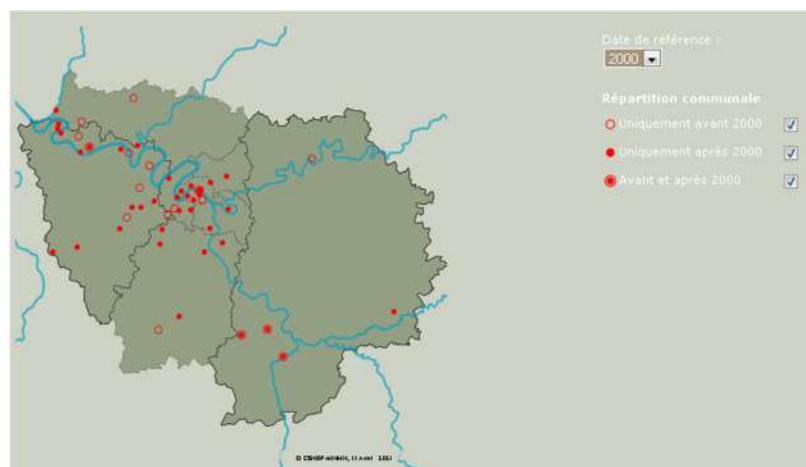 Date de référence :
2000
Répartition communale
Uniquement avant 2000
Uniquement après 2000
Avant et après 2000